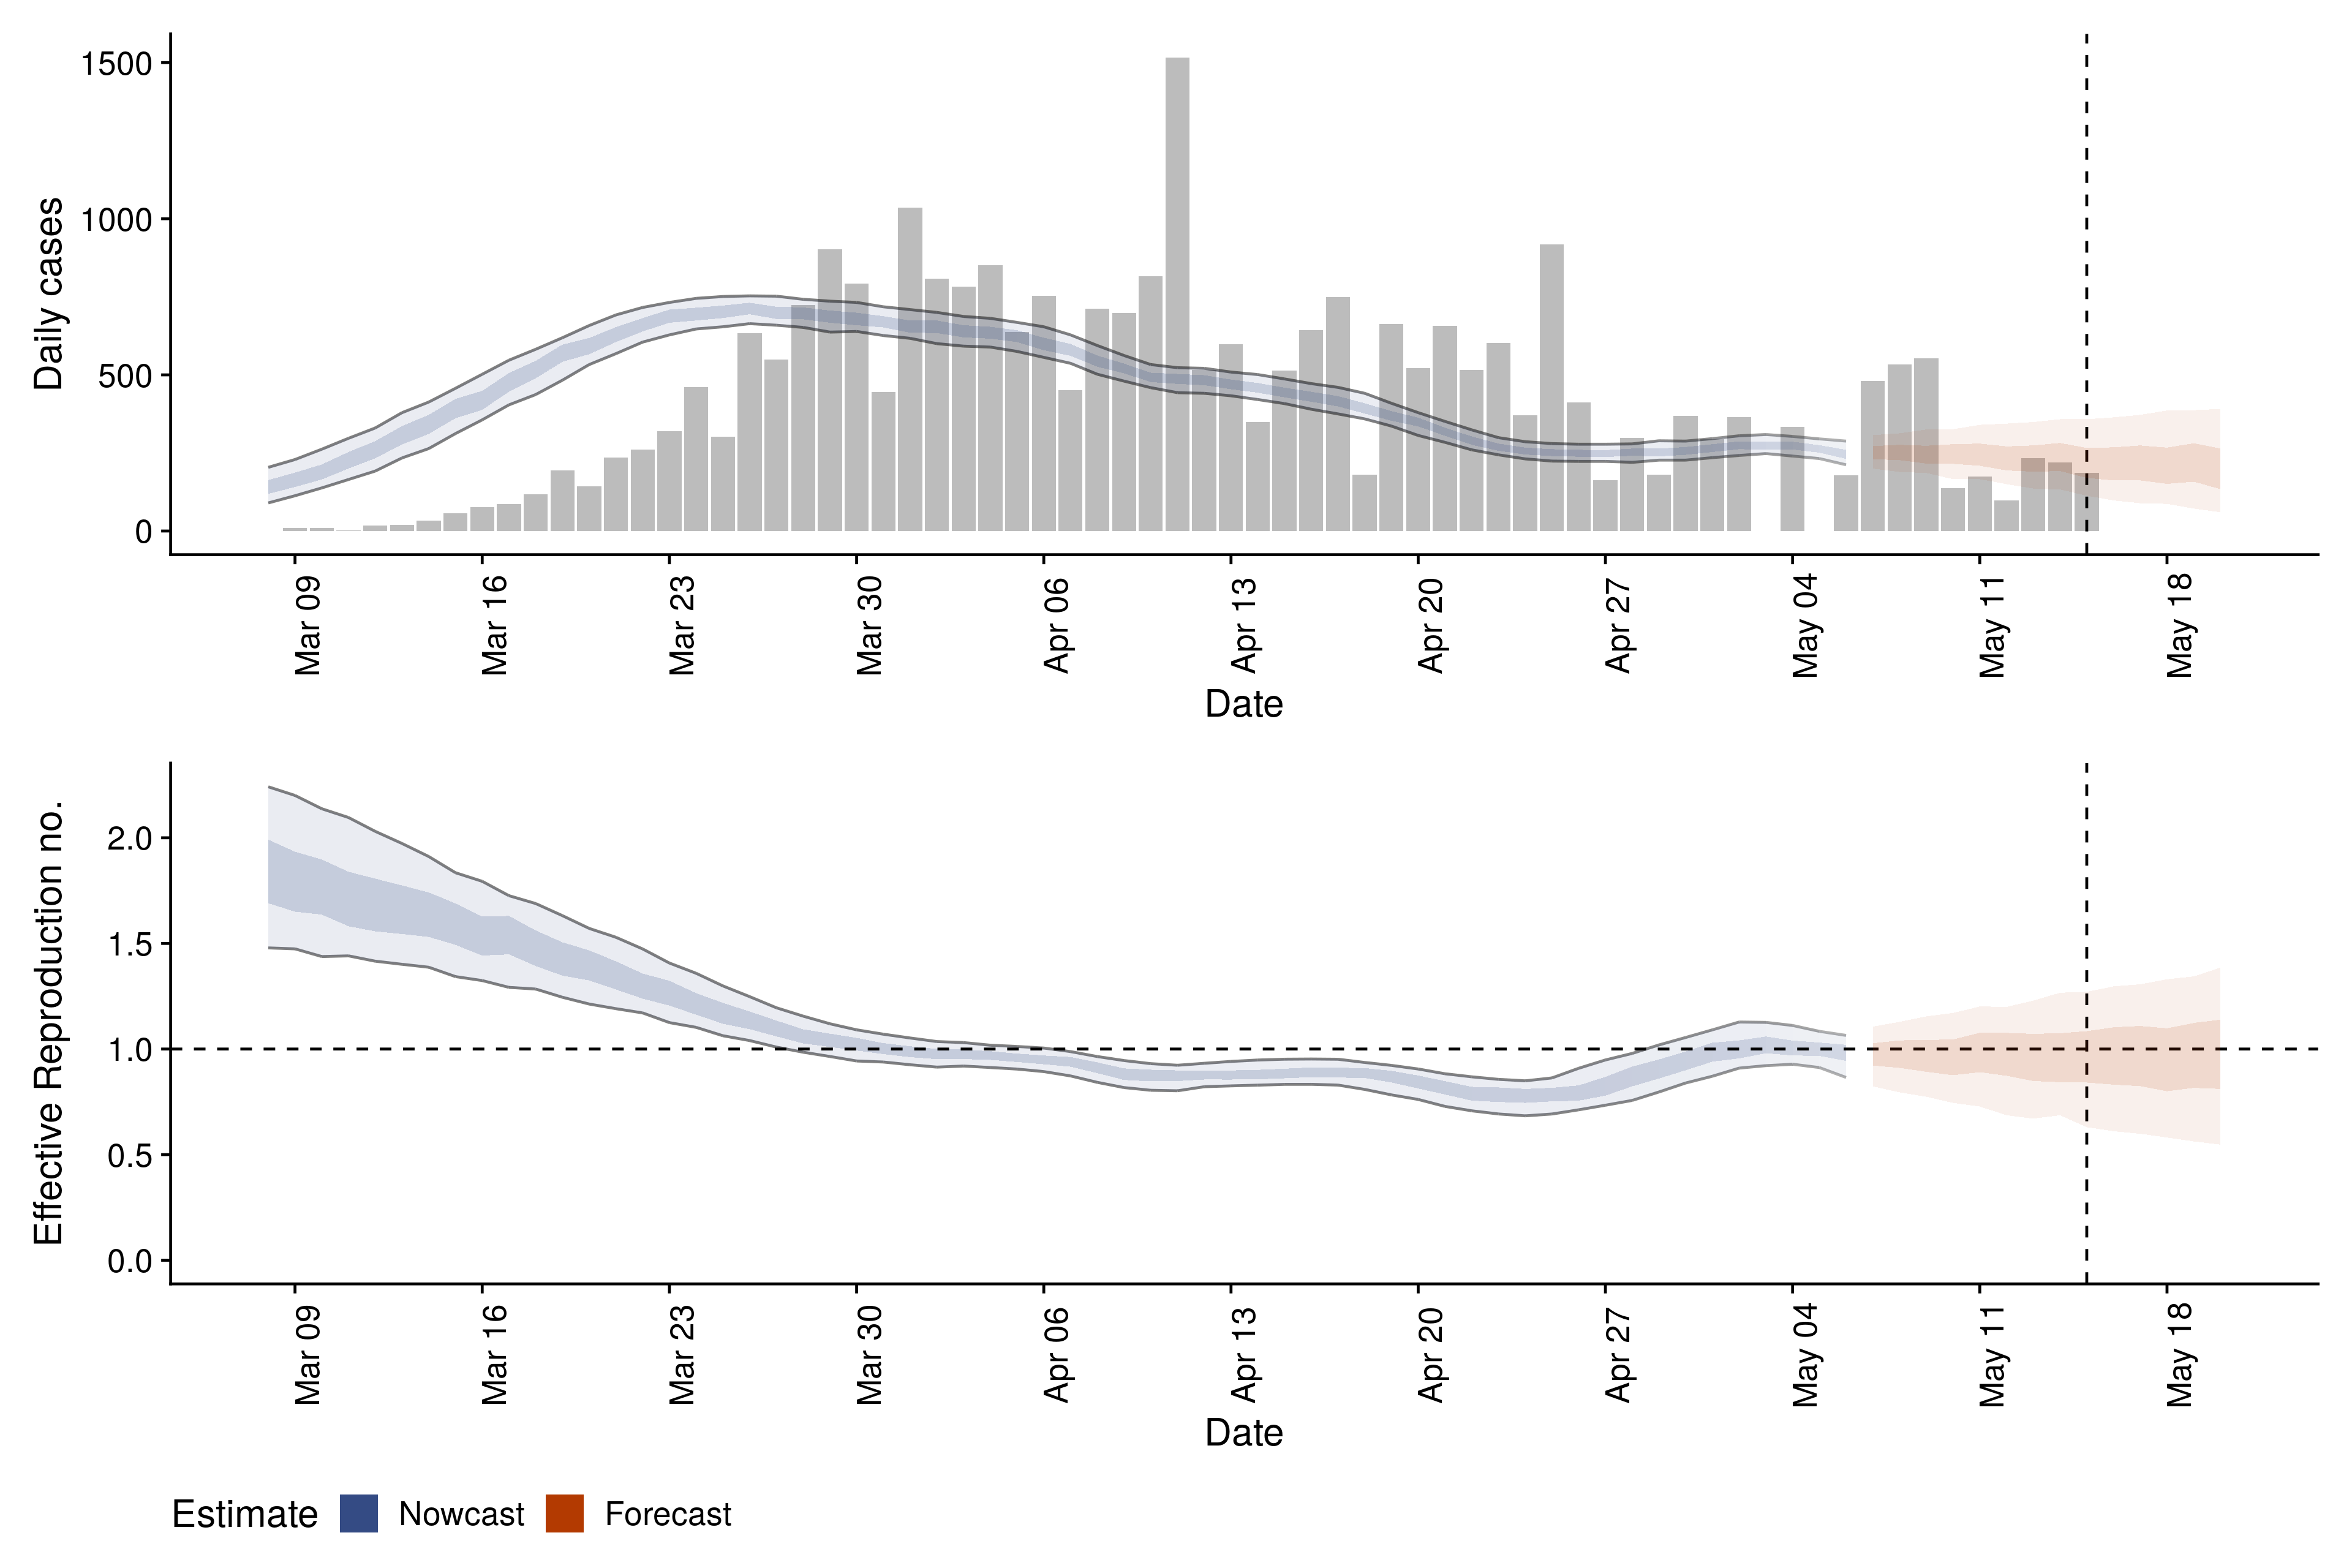 Daily cases
1500
1000
500
0
Mar 09
Mar 16
Mar 23
Mar 30
Apr 06
Apr 13
Apr 20
Apr 27
May 04
May 11
May 18
Date
Effective Reproduction no.
2.0
1.5
1.0
0.5
0.0
Mar 09
Mar 16
Mar 23
Mar 30
Apr 06
Apr 13
Apr 20
Apr 27
May 04
May 11
May 18
Date
Estimate Nowcast Forecast